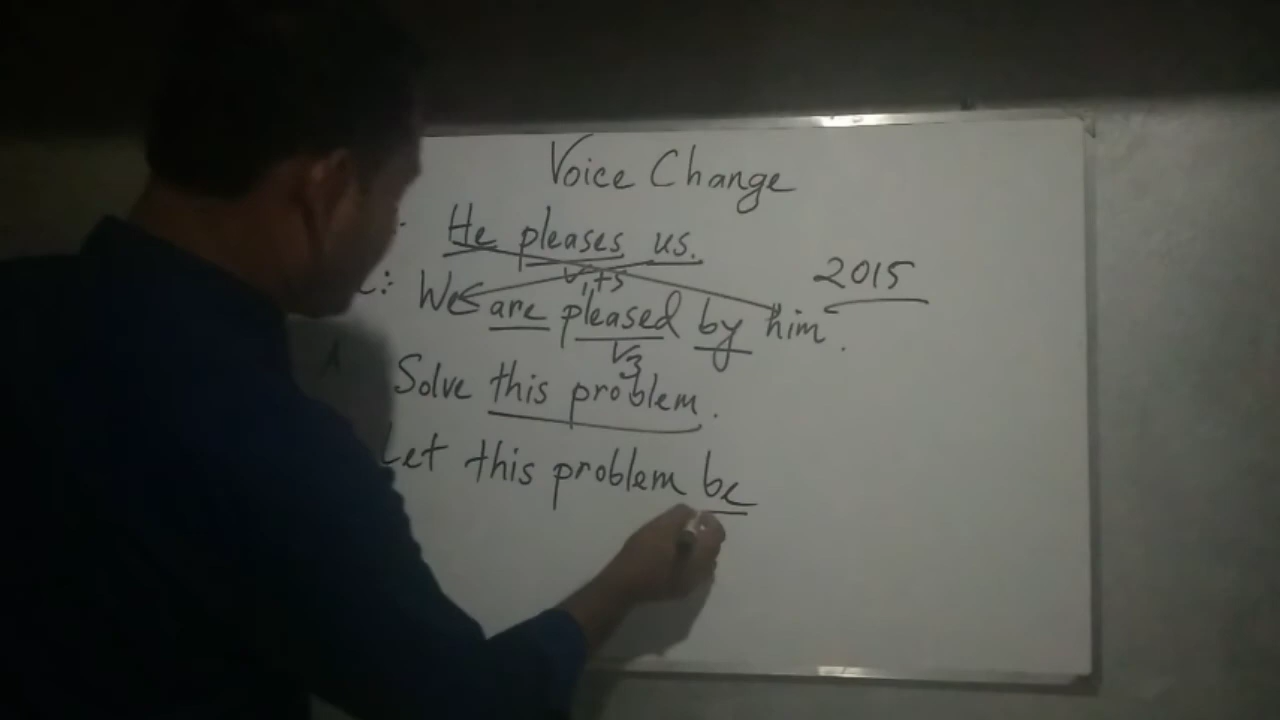 Voice Change
He pleases us.
V1+s
2015
: We are pleased by him.
V3
Solve this problem.
Let this problem be